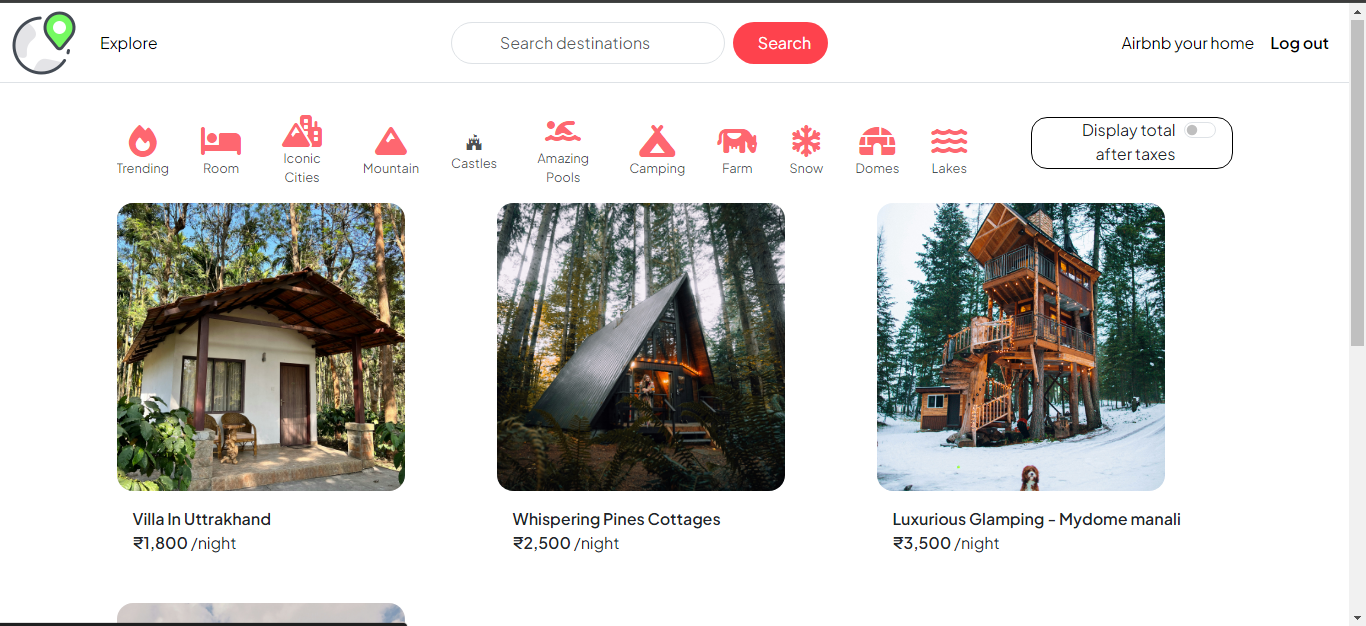 Explore
Search destinations
Search
Airbnb your home
Log out
Trending
Room
Iconic
Cities
Mountain
Castles
Amazing
Pools
Camping
Farm
Snow
Domes
Lakes
Display total
after taxes
Villa In Uttrakhand
₹1,800 /night
Whispering Pines Cottages
₹2,500 /night
Luxurious Glamping - Mydome manali
₹3,500 /night